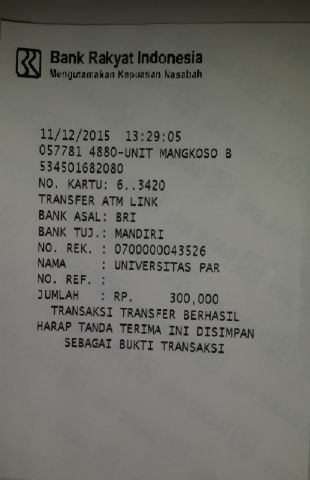 Bank Rakyat Indonesia
Mengutamakan Kepuasan Nasabah
11/12/2015 13:29:05
057781 4880-UNIT MANGKOSO B
534501682080
NO. KARTU: 6..3420
TRANSFER ATM LINK
BANK ASAL: BRI
BANK TUJ.: MANDIRI
NO. REK. : 0700000043526
NAMA : UNIVERSITAS PAR
NO. REF. :
JUMLAH : RP. 300,000
TRANSAKSI TRANSFER BERHASIL
HARAP TANDA TERIMA INI DISIMPAN
SEBAGAI BUKTI TRANSAKSI